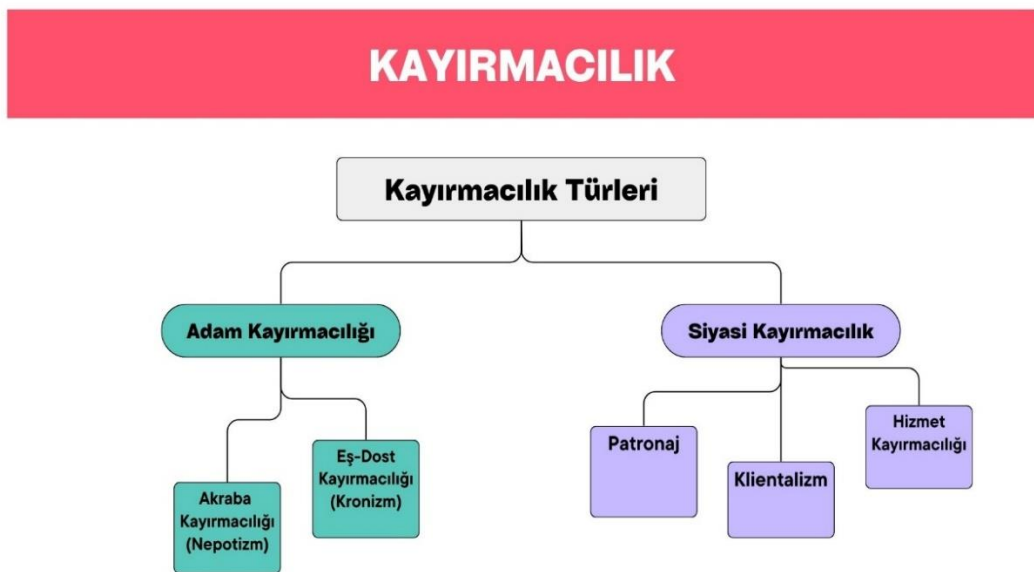 KAYIRMACILIK
Kayırmacılık Türleri
Adam Kayırmacılığı
Siyasi Kayırmacılık
Akraba
Kayırmacılığı
(Nepotizm)
Eş-Dost
Kayırmacılığı
(Kronizm)
Patronaj
Klientalizm
Hizmet
Kayırmacılığı